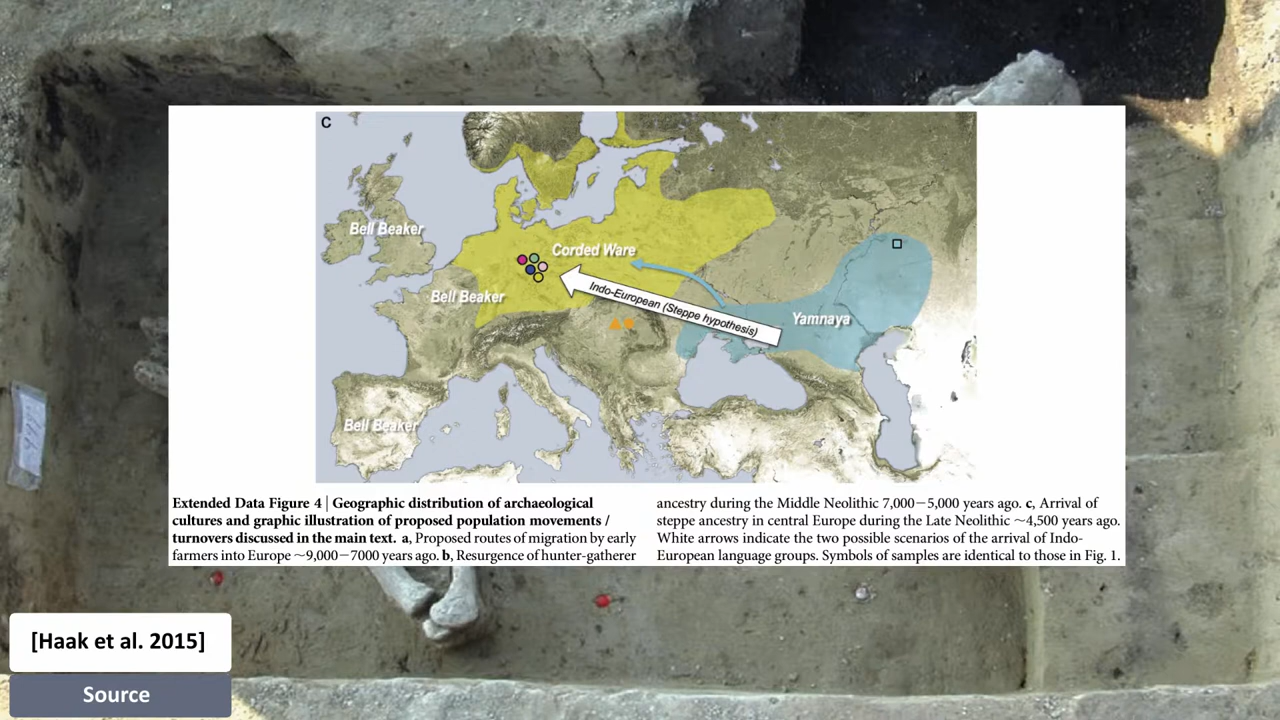 C
Bell Beaker
Corded Ware
Bell Beaker
Indo-European (Steppe hypothesis)
Yamnaya
Bell Beaker
Extended Data Figure 4 | Geographic distribution of archaeological
cultures and graphic illustration of proposed population movements /
turnovers discussed in the main text. a, Proposed routes of migration by early
farmers into Europe ~9,000−7000 years ago. b, Resurgence of hunter-gatherer
ancestry during the Middle Neolithic 7,000−5,000 years ago. c, Arrival of
steppe ancestry in central Europe during the Late Neolithic ~4,500 years ago.
White arrows indicate the two possible scenarios of the arrival of Indo-
European language groups. Symbols of samples are identical to those in Fig. 1.
[Haak et al. 2015]
Source